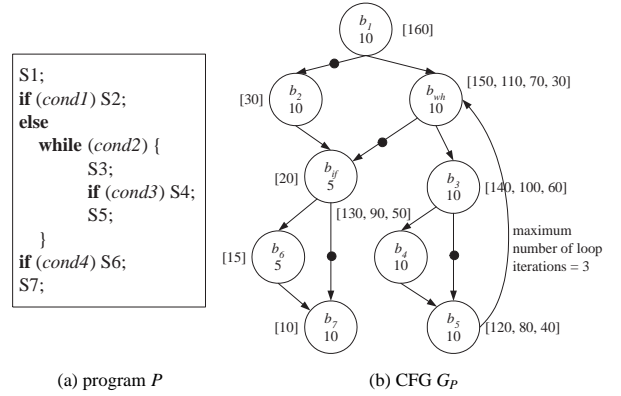 S1;
if (cond1) S2;
else
while (cond2) {
S3;
if (cond3) S4;
S5;
}
if (cond4) S6;
S7;
(a) program P
b1
10
[160]
b2
10
[30]
bwh
10
[150, 110, 70, 30]
bif
5
[20]
b3
10
[140, 100, 60]
[130, 90, 50]
b6
5
[15]
b4
10
maximum
number of loop
iterations = 3
b7
10
[10]
b5
10
[120, 80, 40]
(b) CFG GP